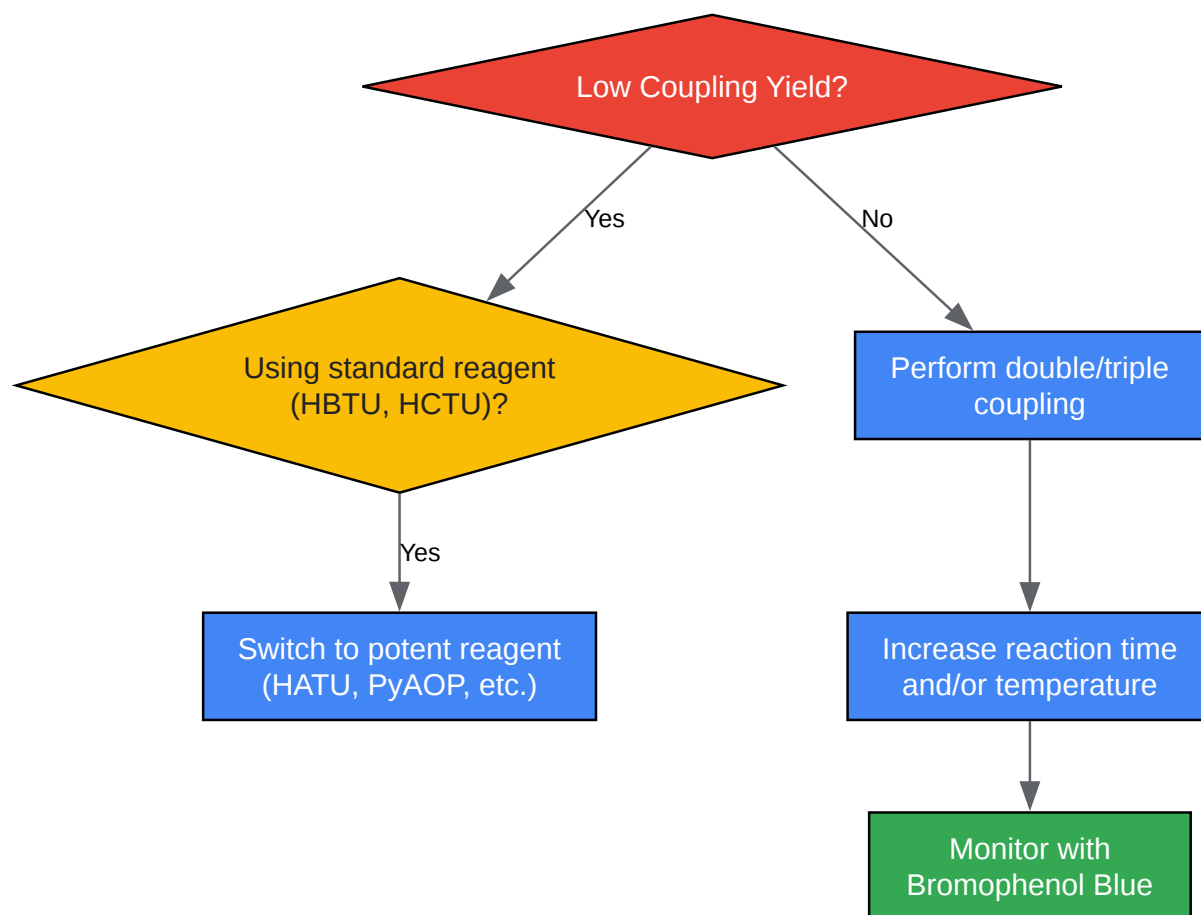 Low Coupling Yield?
Yes
No
Using standard reagent
(HBTU, HCTU)?
Perform double/triple
coupling
Yes
Switch to potent reagent
(HATU, PyAOP, etc.)
Increase reaction time
and/or temperature
Monitor with
Bromophenol Blue